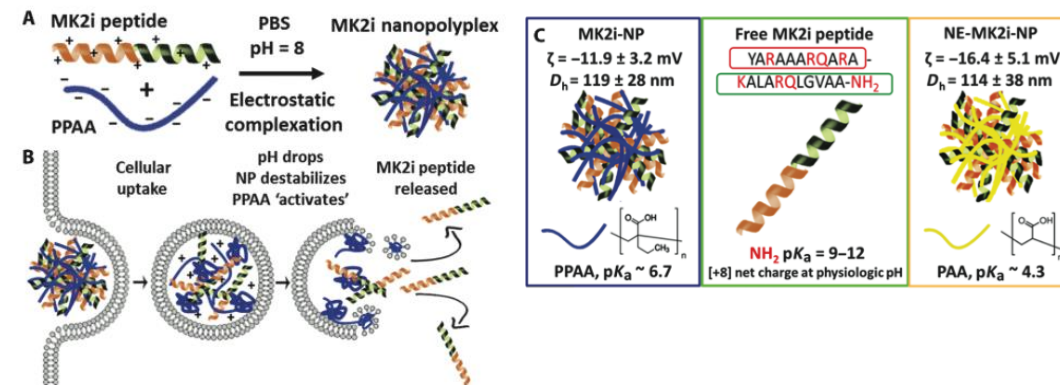 A
MK2i peptide
PPAA
PBS
pH = 8
Electrostatic
complexation
MK2i nanopolyplex
B
Cellular
uptake
pH drops
NP destabilizes
PPAA 'activates'
MK2i peptide
released
C
MK2i-NP
ζ = −11.9 ± 3.2 mV
Dh = 119 ± 28 nm
O
OH
CH3
n
PPAA, pKa ~ 6.7
Free MK2i peptide
YARAAARQARA-
KALARQLGVAA-NH2
NH2 pKa = 9–12
[+8] net charge at physiologic pH
NE-MK2i-NP
ζ = −16.4 ± 5.1 mV
Dh = 114 ± 38 nm
O
OH
n
PAA, pKa ~ 4.3